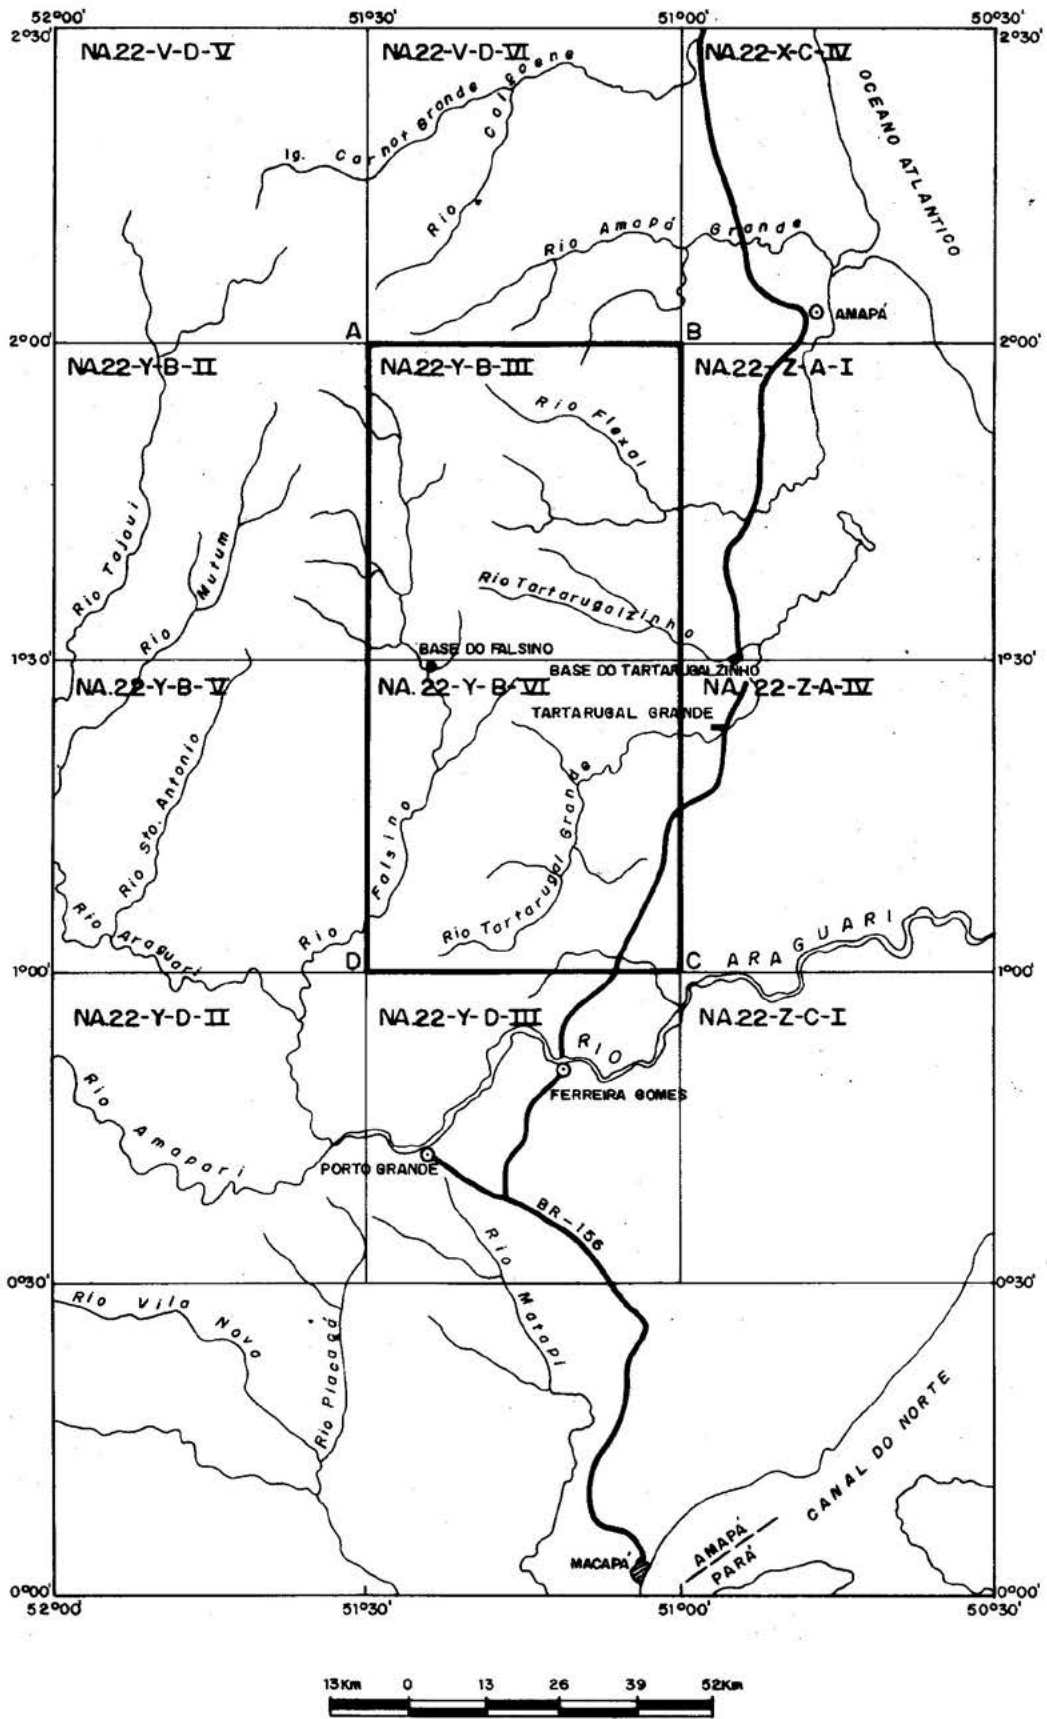 52°00' 51°30' 51°00' 50°30'
2°30' 2°30'
NA.22-V-D-V NA.22-V-D-VI NA.22-X-C-IV
OCEANO ATLANTICO
Ig. Carnot Grande
Rio Calçoene
Rio Amapá Grande
AMAPÁ
A B
2°00' 2°00'
NA.22-Y-B-II NA.22-Y-B-III NA.22-Z-A-I
Rio Flexal
Rio Tajaui
Rio Mutum
Rio Tartarugalzinho
BASE DO FALSINO
1°30' 1°30'
BASE DO TARTARUGALZINHO
NA.22-Y-B-V NA.22-Y-B-VI NA.22-Z-A-IV
TARTARUGAL GRANDE
Rio Sto. Antonio
Rio Falsino
Rio Tartarugal Grande
Rio Araguari
RIO ARAGUARI
D C
1°00' 1°00'
NA.22-Y-D-II NA.22-Y-D-III NA.22-Z-C-I
FERREIRA GOMES
Rio Amapari
PORTO GRANDE
BR-156
Rio Matapi
0°30' 0°30'
Rio Vila Nova
Rio Piaçacá
CANAL DO NORTE
AMAPÁ
PARÁ
MACAPÁ
0°00' 0°00'
52°00' 51°30' 51°00' 50°30'
13Km 0 13 26 39 52Km